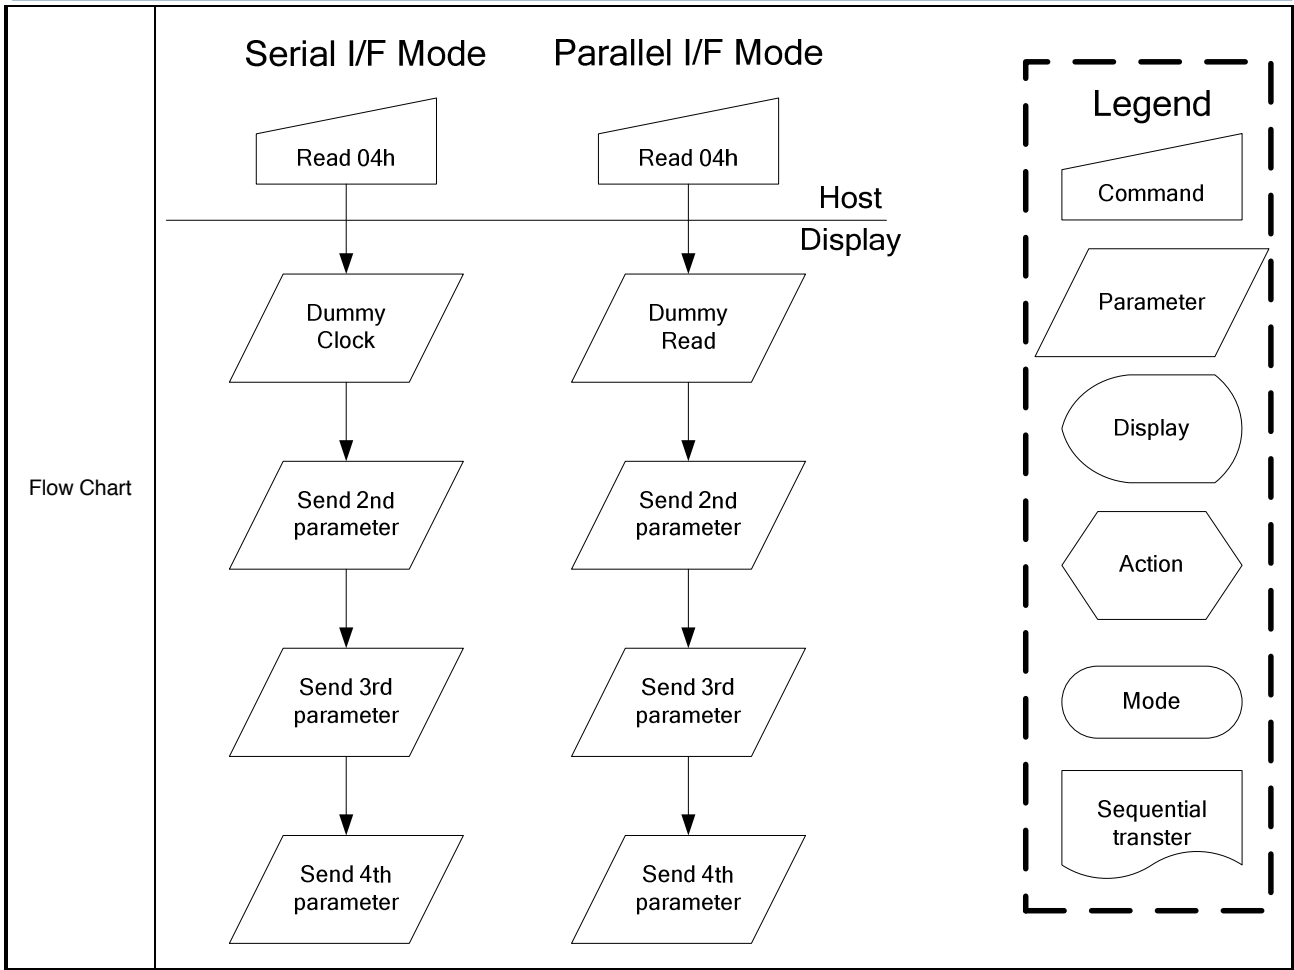 Flow Chart
Serial I/F Mode
Read 04h
Dummy
Clock
Send 2nd
parameter
Send 3rd
parameter
Send 4th
parameter
Parallel I/F Mode
Read 04h
Host
Display
Dummy
Read
Send 2nd
parameter
Send 3rd
parameter
Send 4th
parameter
Legend
Command
Parameter
Display
Action
Mode
Sequential
transter